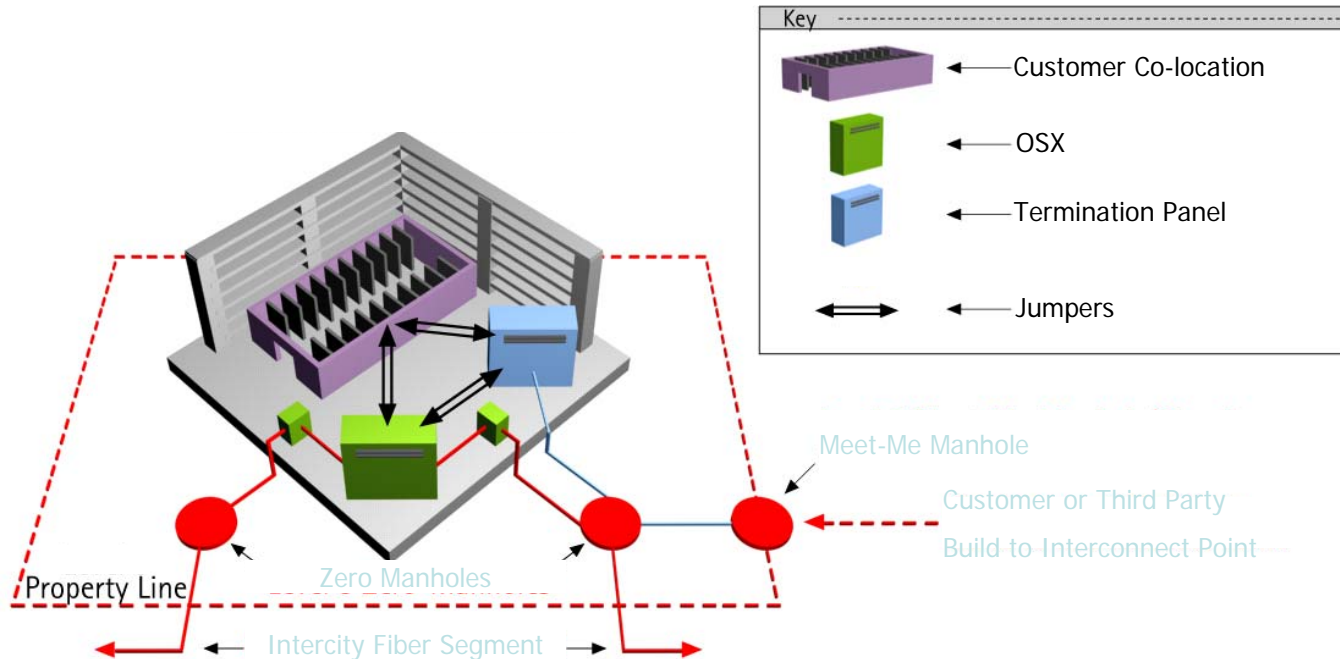 Key
Customer Co-location
OSX
Termination Panel
Jumpers
Meet-Me Manhole
Customer or Third Party
Build to Interconnect Point
Zero Manholes
Property Line
Intercity Fiber Segment